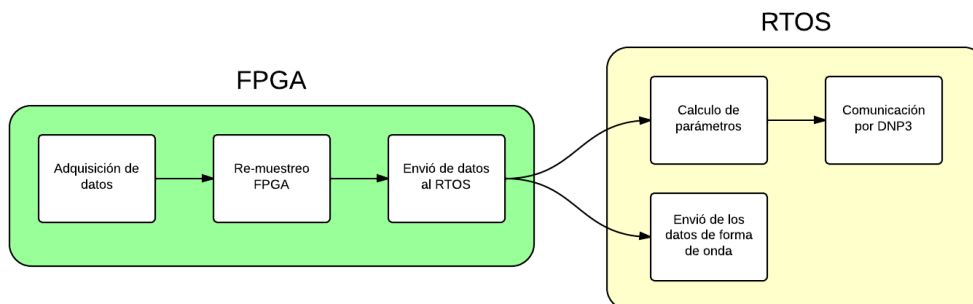 RTOS
FPGA
Calculo de
parámetros
Comunicación
por DNP3
Adquisición de
datos
Re-muestreo
FPGA
Envió de datos
al RTOS
Envió de los
datos de forma
de onda